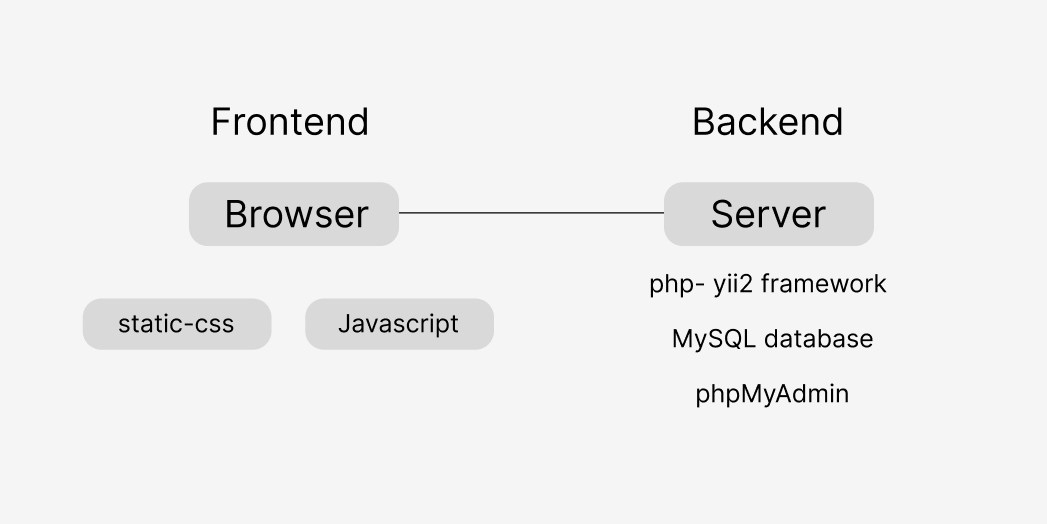 Frontend
Backend
Browser
Server
php- yii2 framework
static-css
Javascript
MySQL database
phpMyAdmin